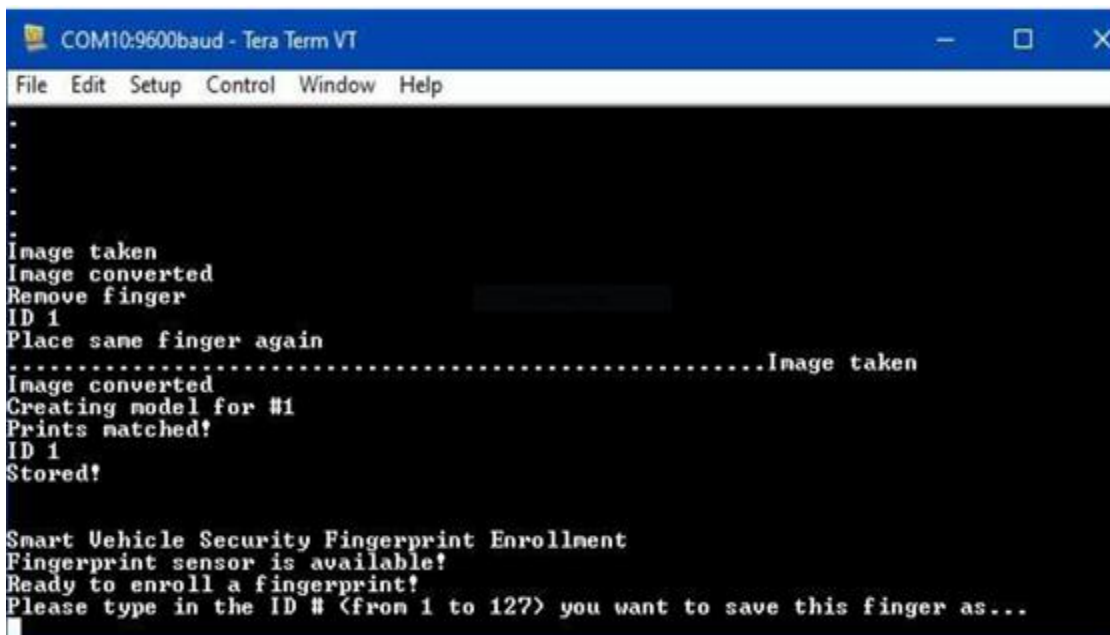 COM10:9600baud - Tera Term VT
File Edit Setup Control Window Help
.
.
.
.
.
.
Image taken
Image converted
Remove finger
ID 1
Place same finger again
.......................................................Image taken
Image converted
Creating model for #1
Prints matched!
ID 1
Stored!
Smart Vehicle Security Fingerprint Enrollment
Fingerprint sensor is available!
Ready to enroll a fingerprint!
Please type in the ID # (from 1 to 127) you want to save this finger as...